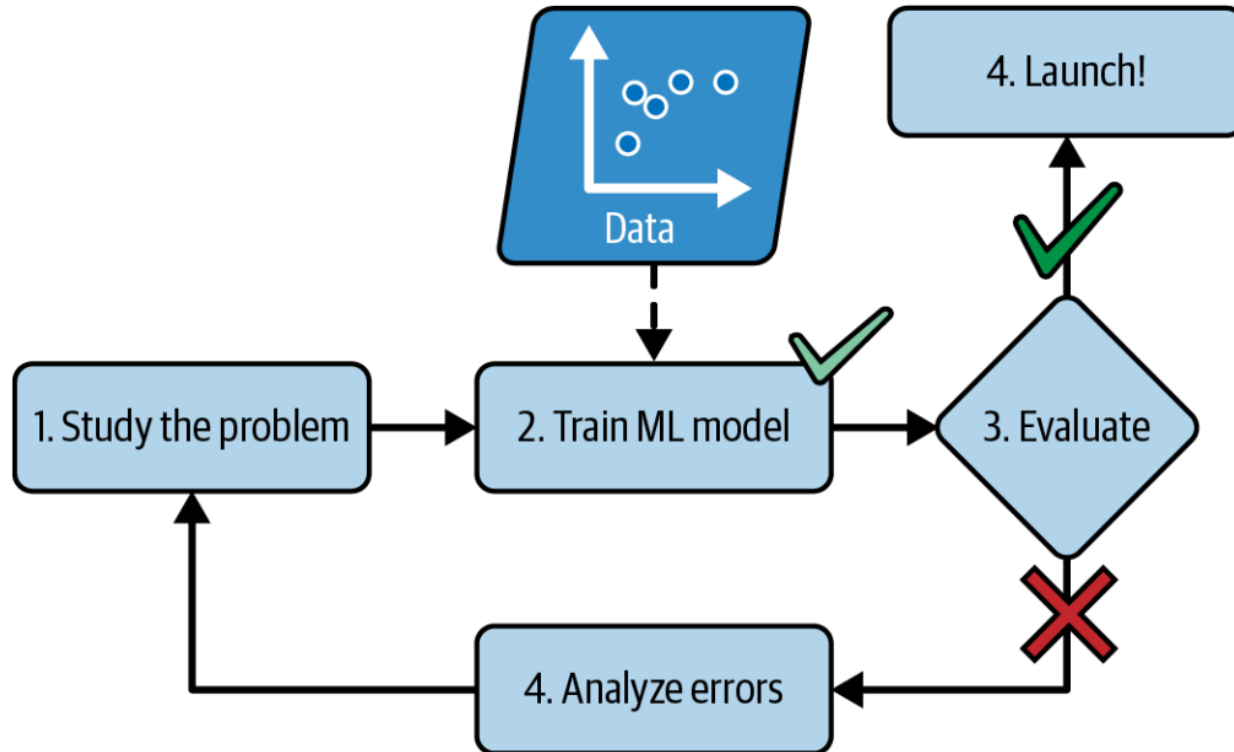 4. Launch!
Data
1. Study the problem
2. Train ML model
3. Evaluate
4. Analyze errors